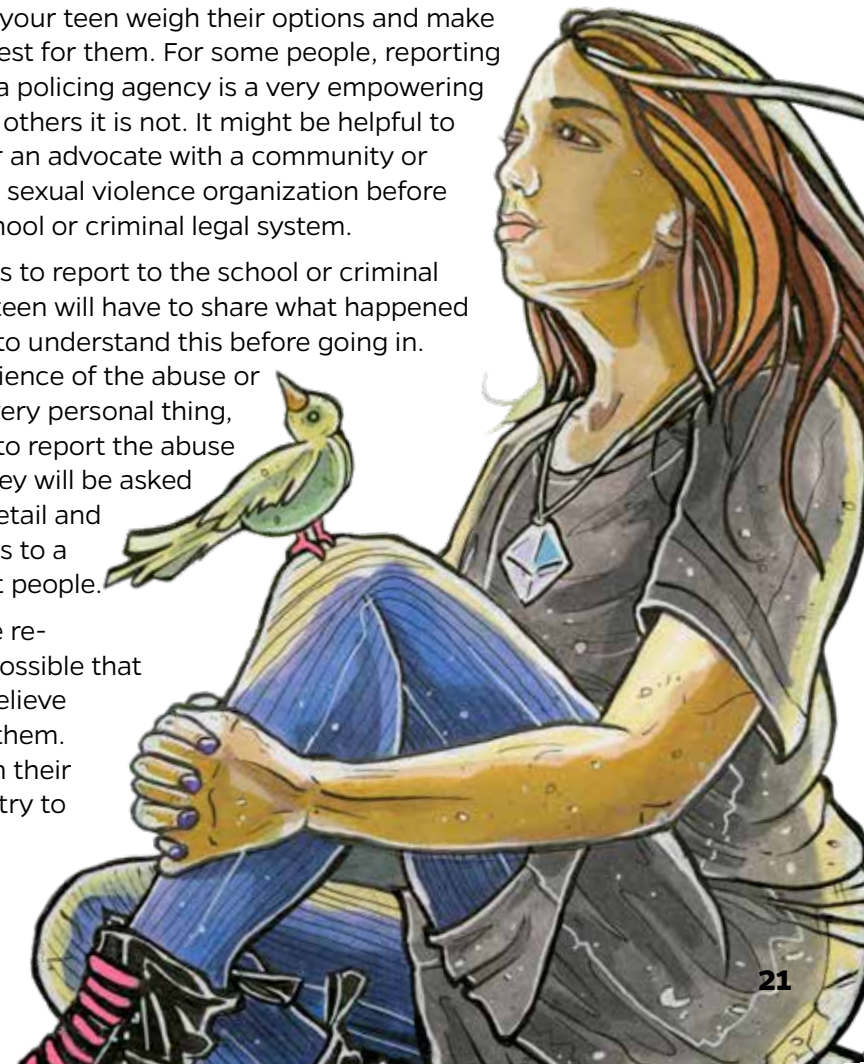 your teen weigh their options and make
est for them. For some people, reporting
a policing agency is a very empowering
others it is not. It might be helpful to
an advocate with a community or
sexual violence organization before
hool or criminal legal system.
s to report to the school or criminal
teen will have to share what happened
to understand this before going in.
ience of the abuse or
very personal thing,
to report the abuse
ey will be asked
etail and
s to a
t people.
e re-
ossible that
elieve
them.
n their
try to
21